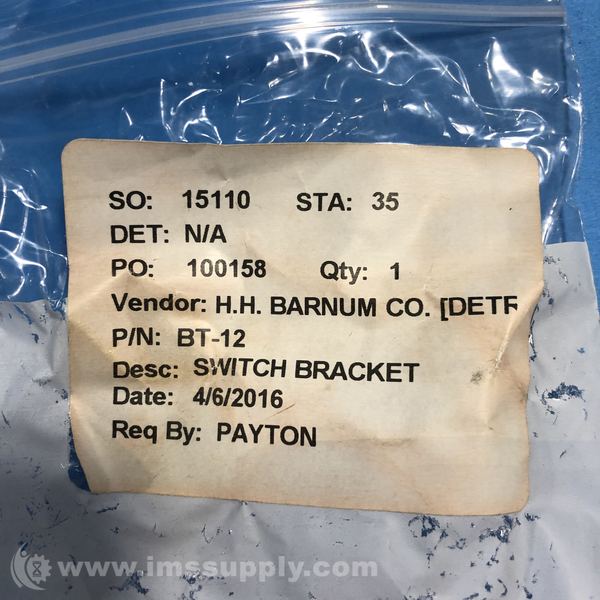 SO: 15110 STA: 35
DET: N/A
PO: 100158 Qty: 1
Vendor: H.H. BARNUM CO. [DETR
P/N: BT-12
Desc: SWITCH BRACKET
Date: 4/6/2016
Req By: PAYTON
www.imssupply.com